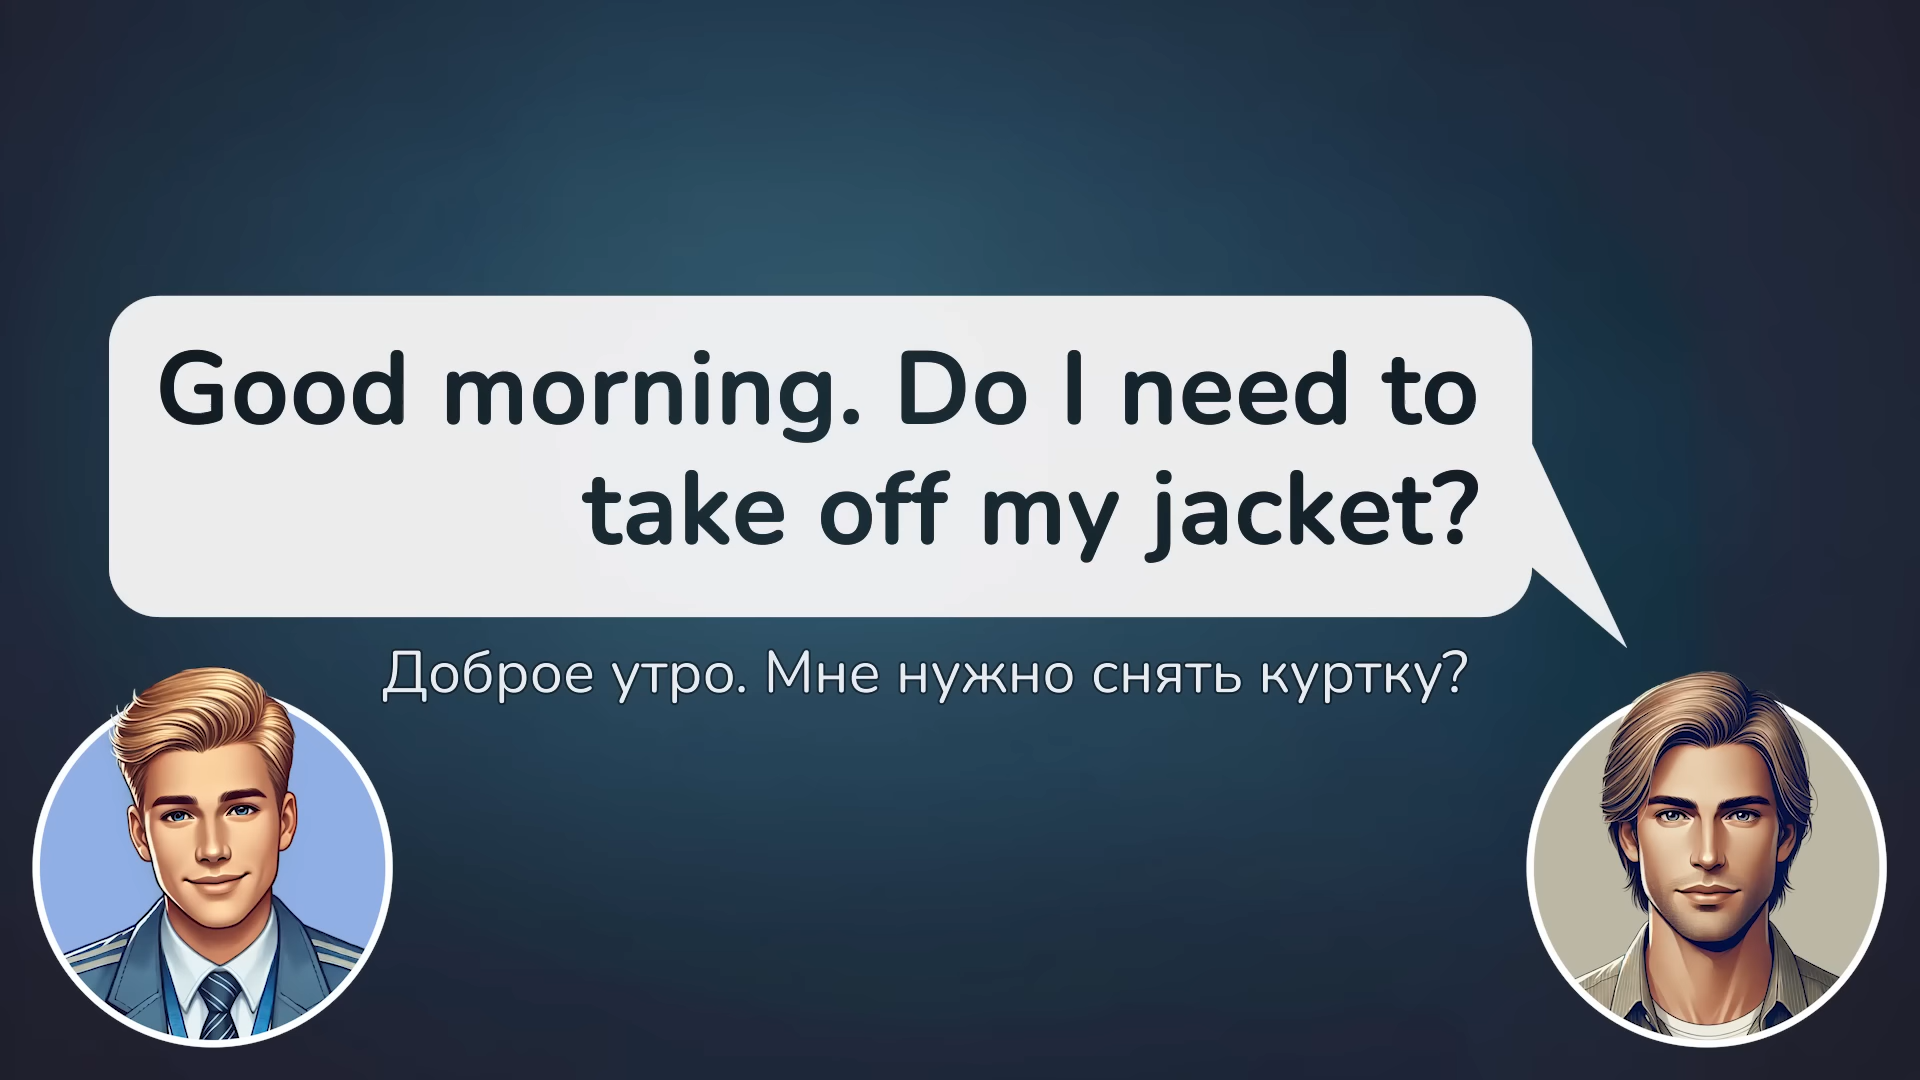 Good morning. Do I need to
take off my jacket?
Доброе утро. Мне нужно снять куртку?